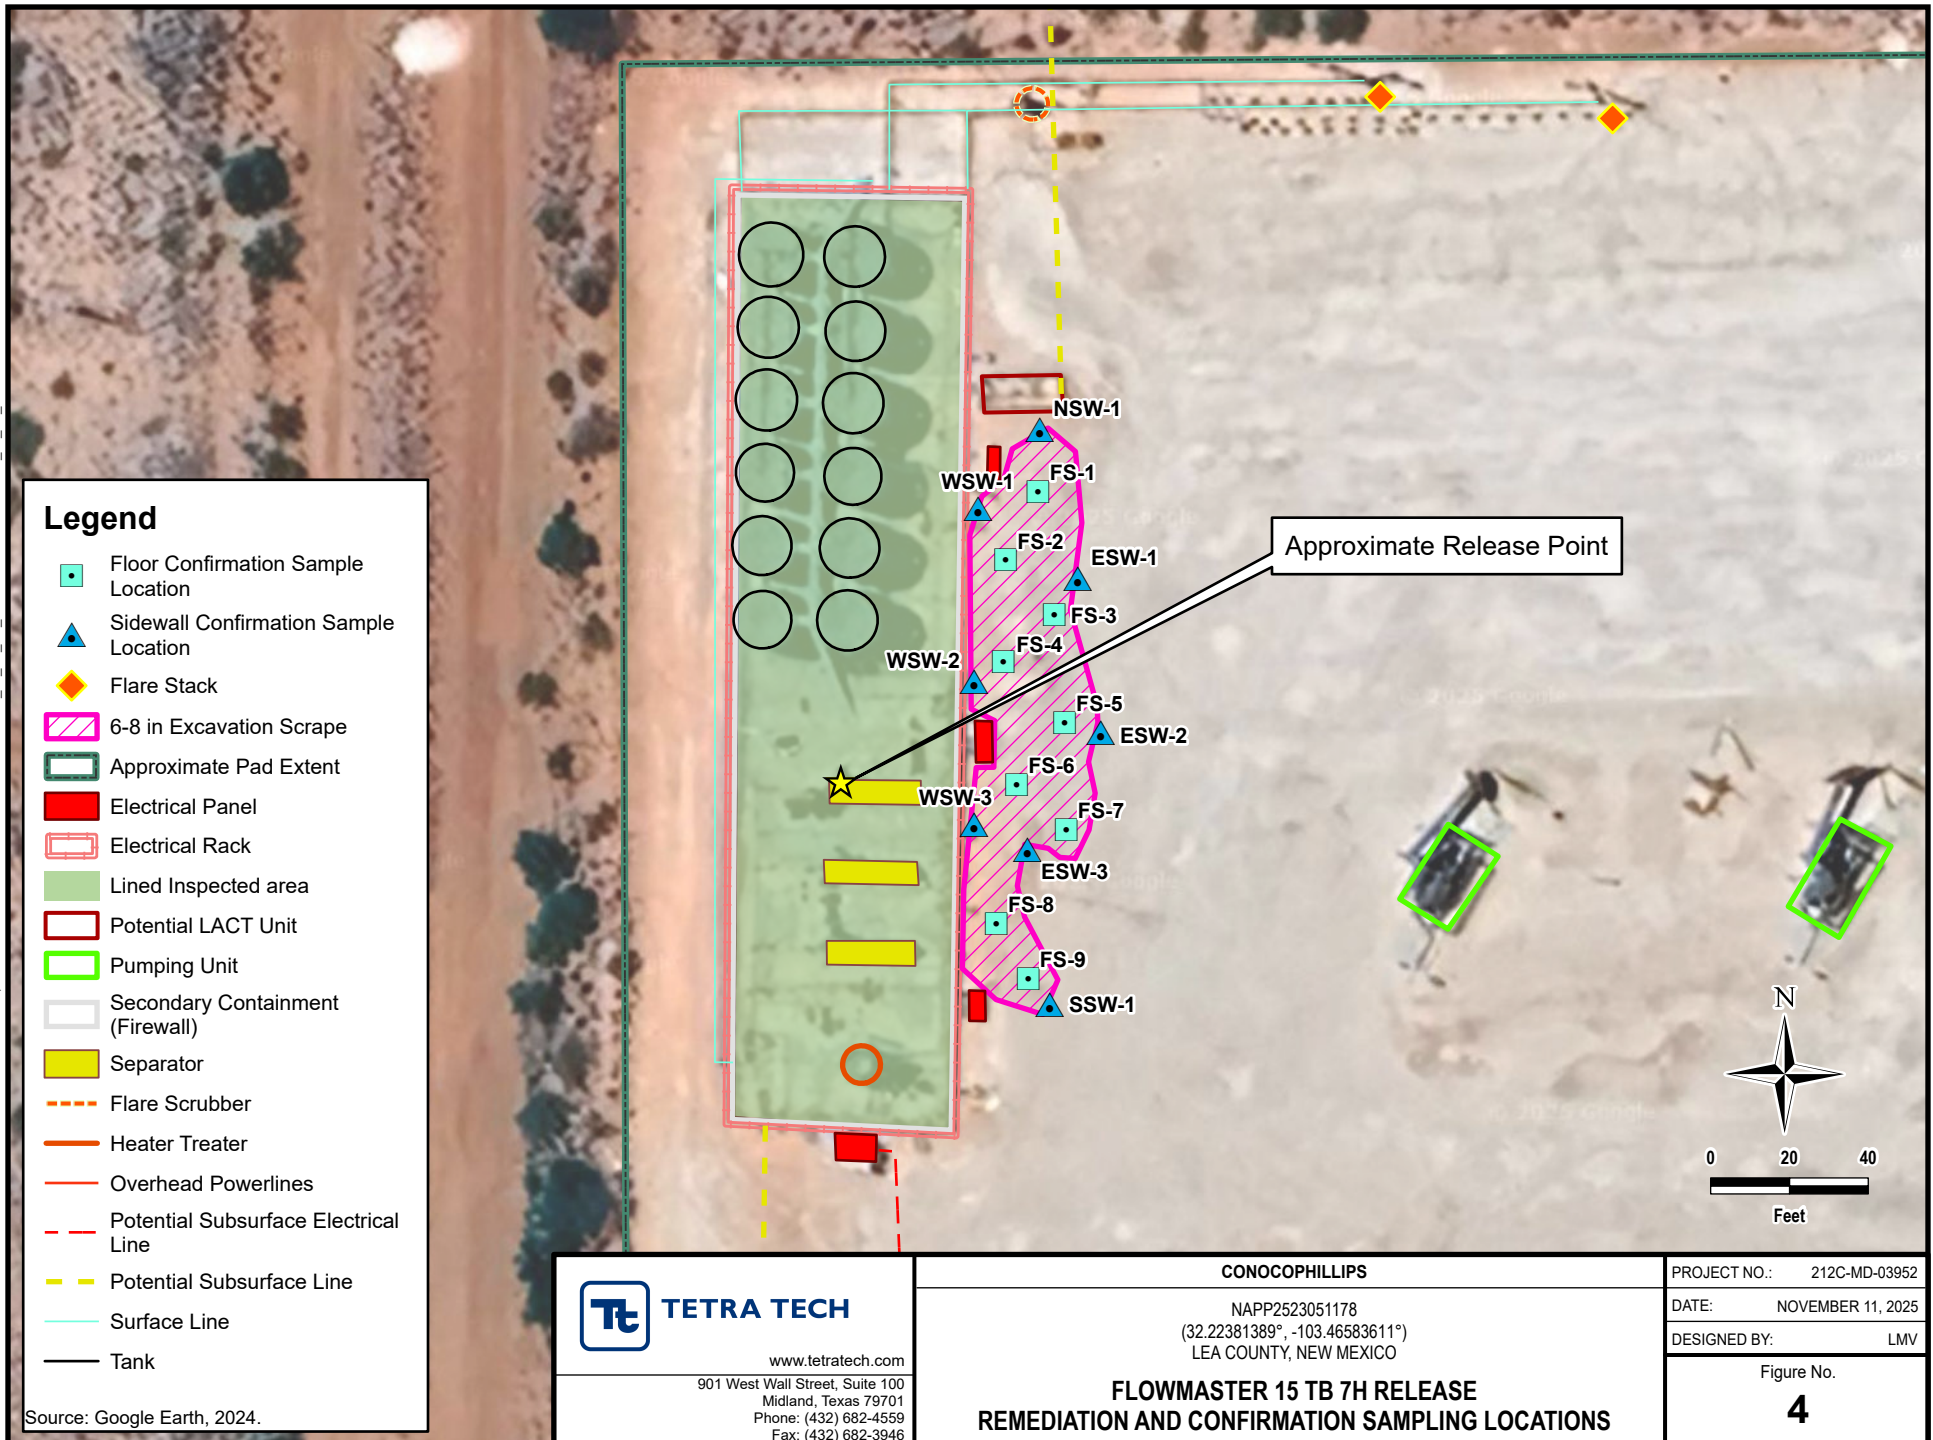 NSW-1
FS-1
WSW-1
FS-2
ESW-1
Approximate Release Point
FS-3
FS-4
WSW-2
FS-5
ESW-2
FS-6
WSW-3
FS-7
ESW-3
FS-8
FS-9
SSW-1
Legend
Floor Confirmation Sample
Location
Sidewall Confirmation Sample
Location
Flare Stack
6-8 in Excavation Scrape
Approximate Pad Extent
Electrical Panel
Electrical Rack
Lined Inspected area
Potential LACT Unit
Pumping Unit
Secondary Containment
(Firewall)
Separator
Flare Scrubber
Heater Treater
Overhead Powerlines
Potential Subsurface Electrical
Line
Potential Subsurface Line
Surface Line
Tank
Source: Google Earth, 2024.
N
0 20 40
Feet
Tt TETRA TECH
www.tetratech.com
901 West Wall Street, Suite 100
Midland, Texas 79701
Phone: (432) 682-4559
Fax: (432) 682-3946
CONOCOPHILLIPS
NAPP2523051178
(32.22381389°, -103.46583611°)
LEA COUNTY, NEW MEXICO
FLOWMASTER 15 TB 7H RELEASE
REMEDIATION AND CONFIRMATION SAMPLING LOCATIONS
PROJECT NO.: 212C-MD-03952
DATE: NOVEMBER 11, 2025
DESIGNED BY: LMV
Figure No.
4
© 2025 Google
2025 Google